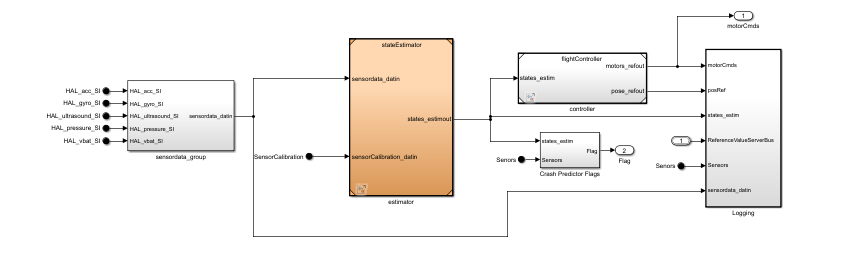 1
motorCmds
stateEstimator
flightController
motors_refout
states_estim
pose_refout
controller
motorCmds
posRef
states_estim
ReferenceValueServerBus
Sensors
sensordata_datin
Logging
1
Senors
HAL_acc_SI
HAL_gyro_SI
HAL_ultrasound_SI
HAL_pressure_SI
HAL_vbat_SI
HAL_acc_SI
HAL_gyro_SI
HAL_ultrasound_SI
HAL_pressure_SI
HAL_vbat_SI
sensordata_datin
sensordata_group
sensordata_datin
states_estimout
SensorCalibration
sensorCalibration_datin
estimator
states_estim
Flag
Senors
Sensors
Crash Predictor Flags
2
Flag